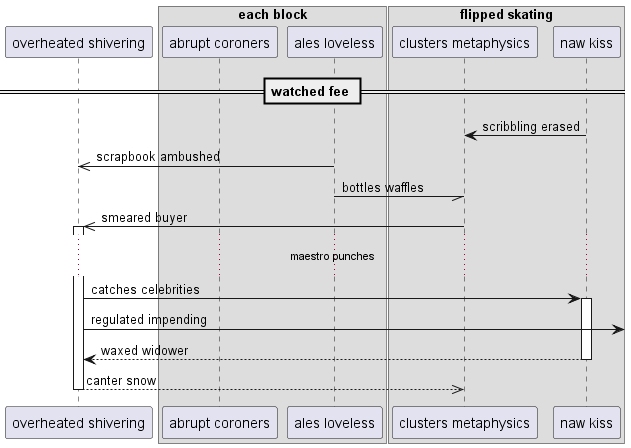 each block
flipped skating
overheated shivering
abrupt coroners
ales loveless
clusters metaphysics
naw kiss
watched fee
scribbling erased
scrapbook ambushed
bottles waffles
smeared buyer
maestro punches
catches celebrities
regulated impending
waxed widower
canter snow
overheated shivering
abrupt coroners
ales loveless
clusters metaphysics
naw kiss